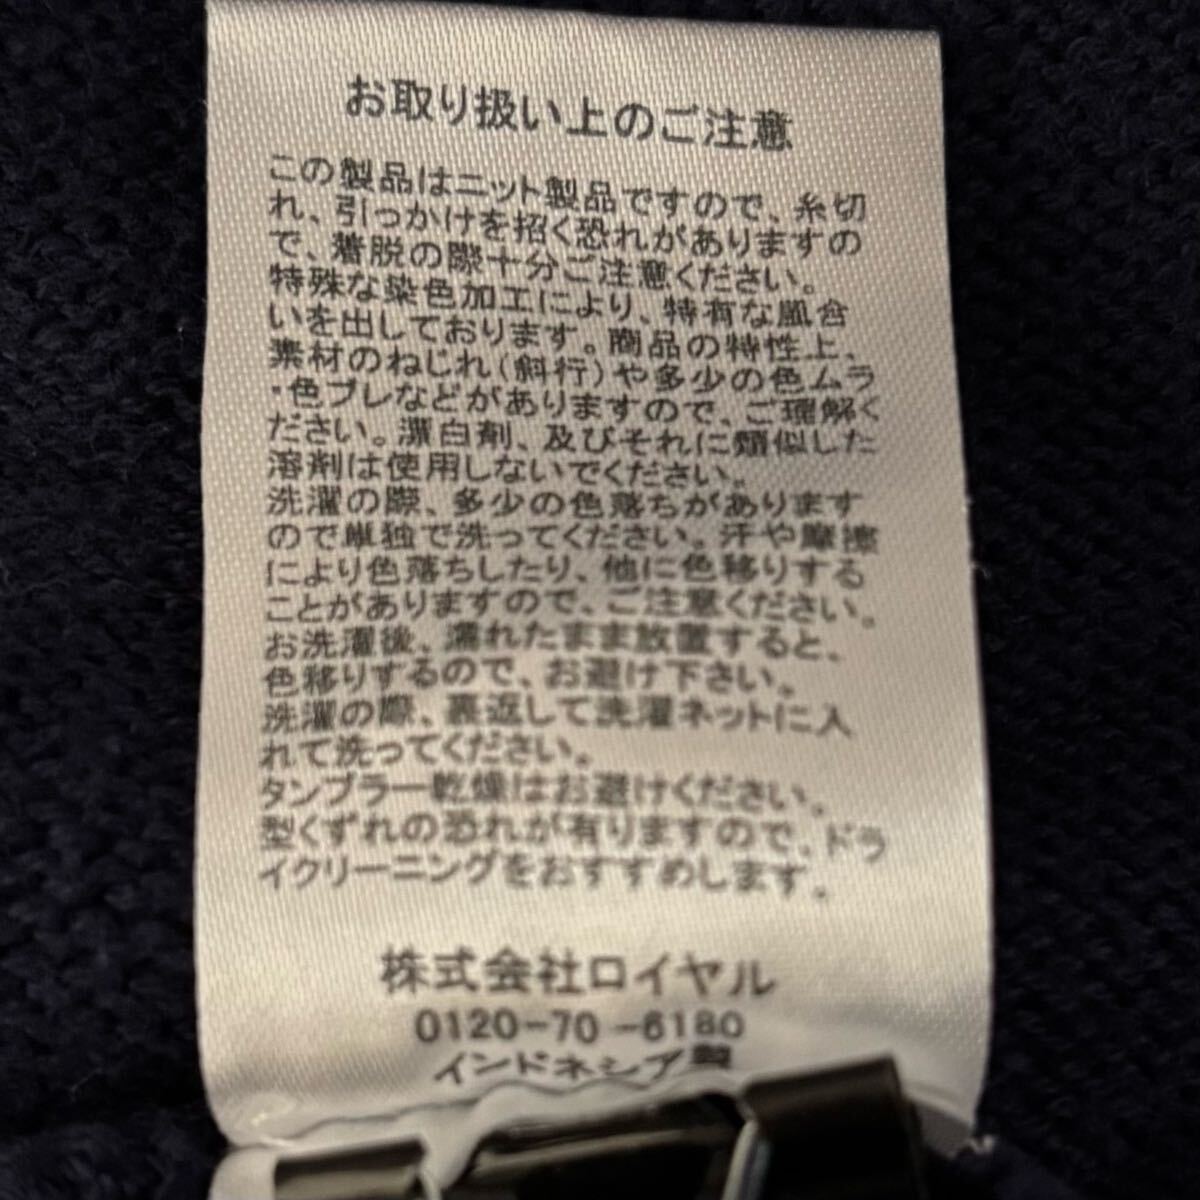 お取り扱い上のご注意
この製品はニット製品ですので、糸切
れ、引っかけを招く恐れがありますの
で、着脱の際十分ご注意ください。
特殊な染色加工により、特有な風合
いを出しております。商品の特性上、
素材のねじれ(斜行)や多少の色ムラ
・色ブレなどがありますので、ご理解く
ださい。漂白剤、及びそれに類似した
溶剤は使用しないでください。
洗濯の際、多少の色落ちがあります
ので単独で洗ってください。汗や摩擦
により色落ちしたり、他に色移りする
ことがありますので、ご注意ください。
お洗濯後、濡れたまま放置すると、
色移りするので、お避け下さい。
洗濯の際、裏返して洗濯ネットに入
れて洗ってください。
タンブラー乾燥はお避けください。
型くずれの恐れが有りますので、ドラ
イクリーニングをおすすめします。
株式会社ロイヤル
0120-70-6180
インドネシア製